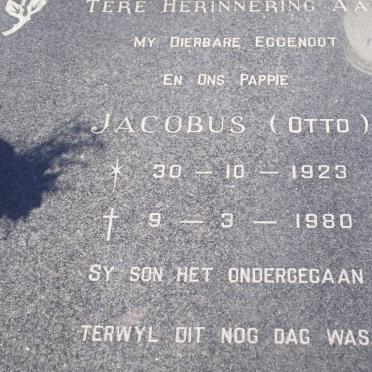 TERE HERINNERING AA
MY DIERBARE EGGENOOT
EN ONS PAPPIE
JACOBUS (OTTO)
* 30 – 10 – 1923
† 9 – 3 – 1980
SY SON HET ONDERGEGAAN
TERWYL DIT NOG DAG WAS